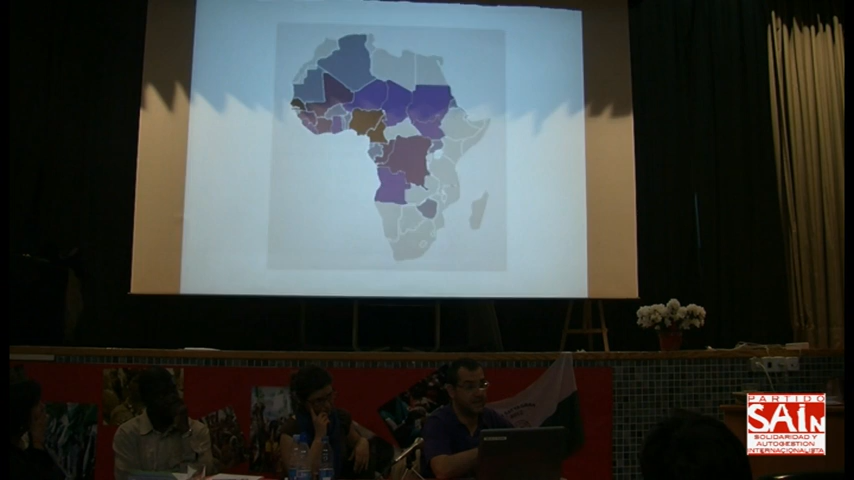 PARTIDO
SAIN
SOLIDARIDAD Y
AUTOGESTION
INTERNACIONALISTA